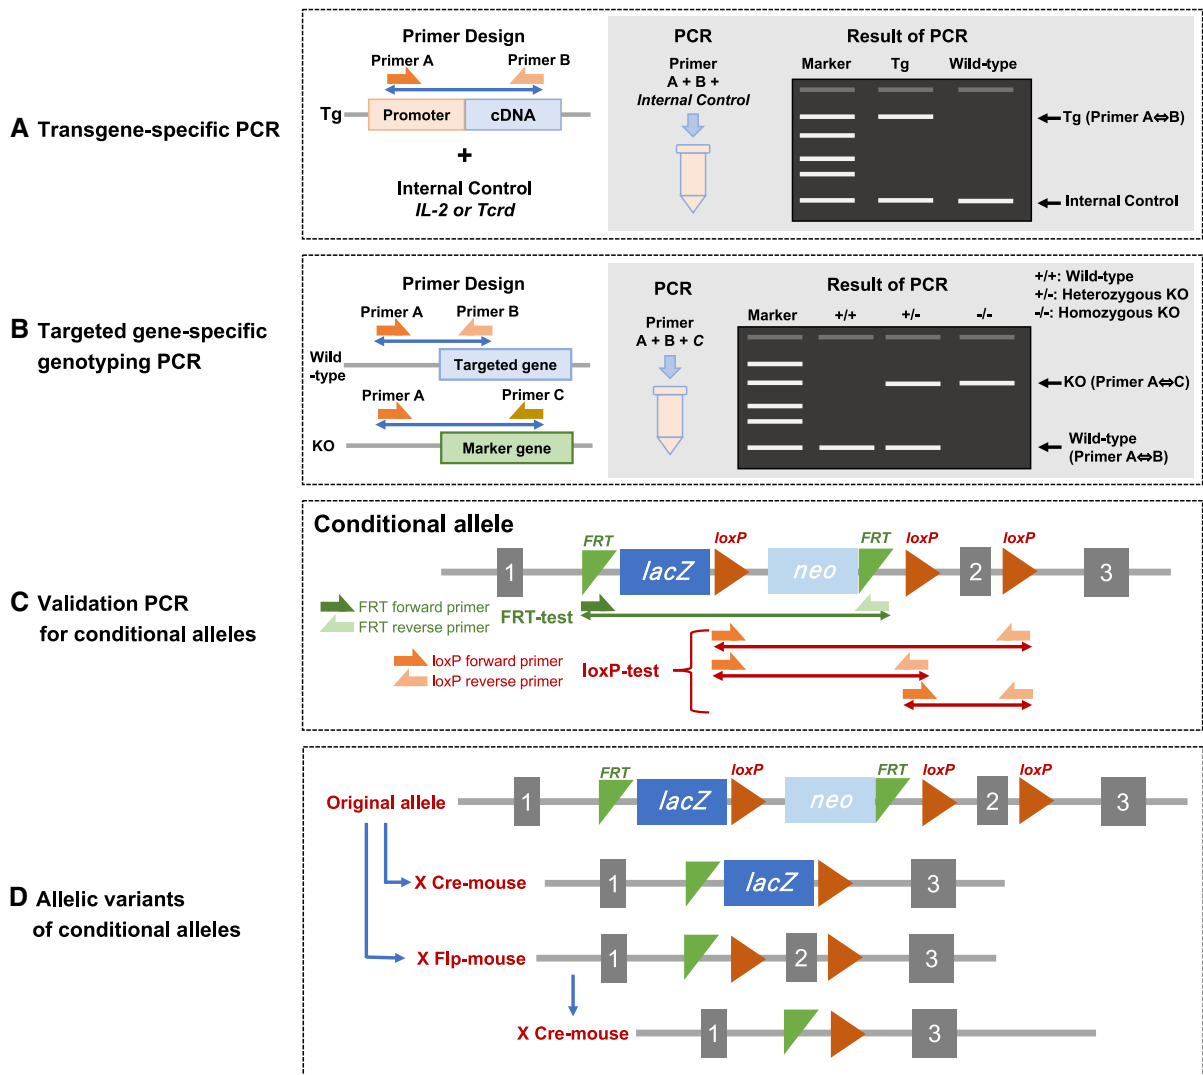 A Transgene-specific PCR
Primer Design
Primer A
Primer B
Tg
Promoter
cDNA
+
Internal Control
IL-2 or Tcrd
PCR
Primer
A + B +
Internal Control
Result of PCR
Marker
Tg
Wild-type
Tg (Primer A⇔B)
Internal Control
B Targeted gene-specific
genotyping PCR
Primer Design
Primer A
Primer B
Wild
-type
Targeted gene
Primer A
Primer C
KO
Marker gene
PCR
Primer
A + B + C
Result of PCR
+/+: Wild-type
+/-: Heterozygous KO
-/-: Homozygous KO
Marker
+/+
+/-
-/-
KO (Primer A⇔C)
Wild-type
(Primer A⇔B)
C Validation PCR
for conditional alleles
Conditional allele
FRT
loxP
FRT
loxP
loxP
1
lacZ
neo
2
3
FRT forward primer
FRT reverse primer
FRT-test
loxP forward primer
loxP reverse primer
loxP-test
D Allelic variants
of conditional alleles
FRT
loxP
FRT
loxP
loxP
Original allele
1
lacZ
neo
2
3
X Cre-mouse
1
lacZ
3
X Flp-mouse
1
2
3
X Cre-mouse
1
3